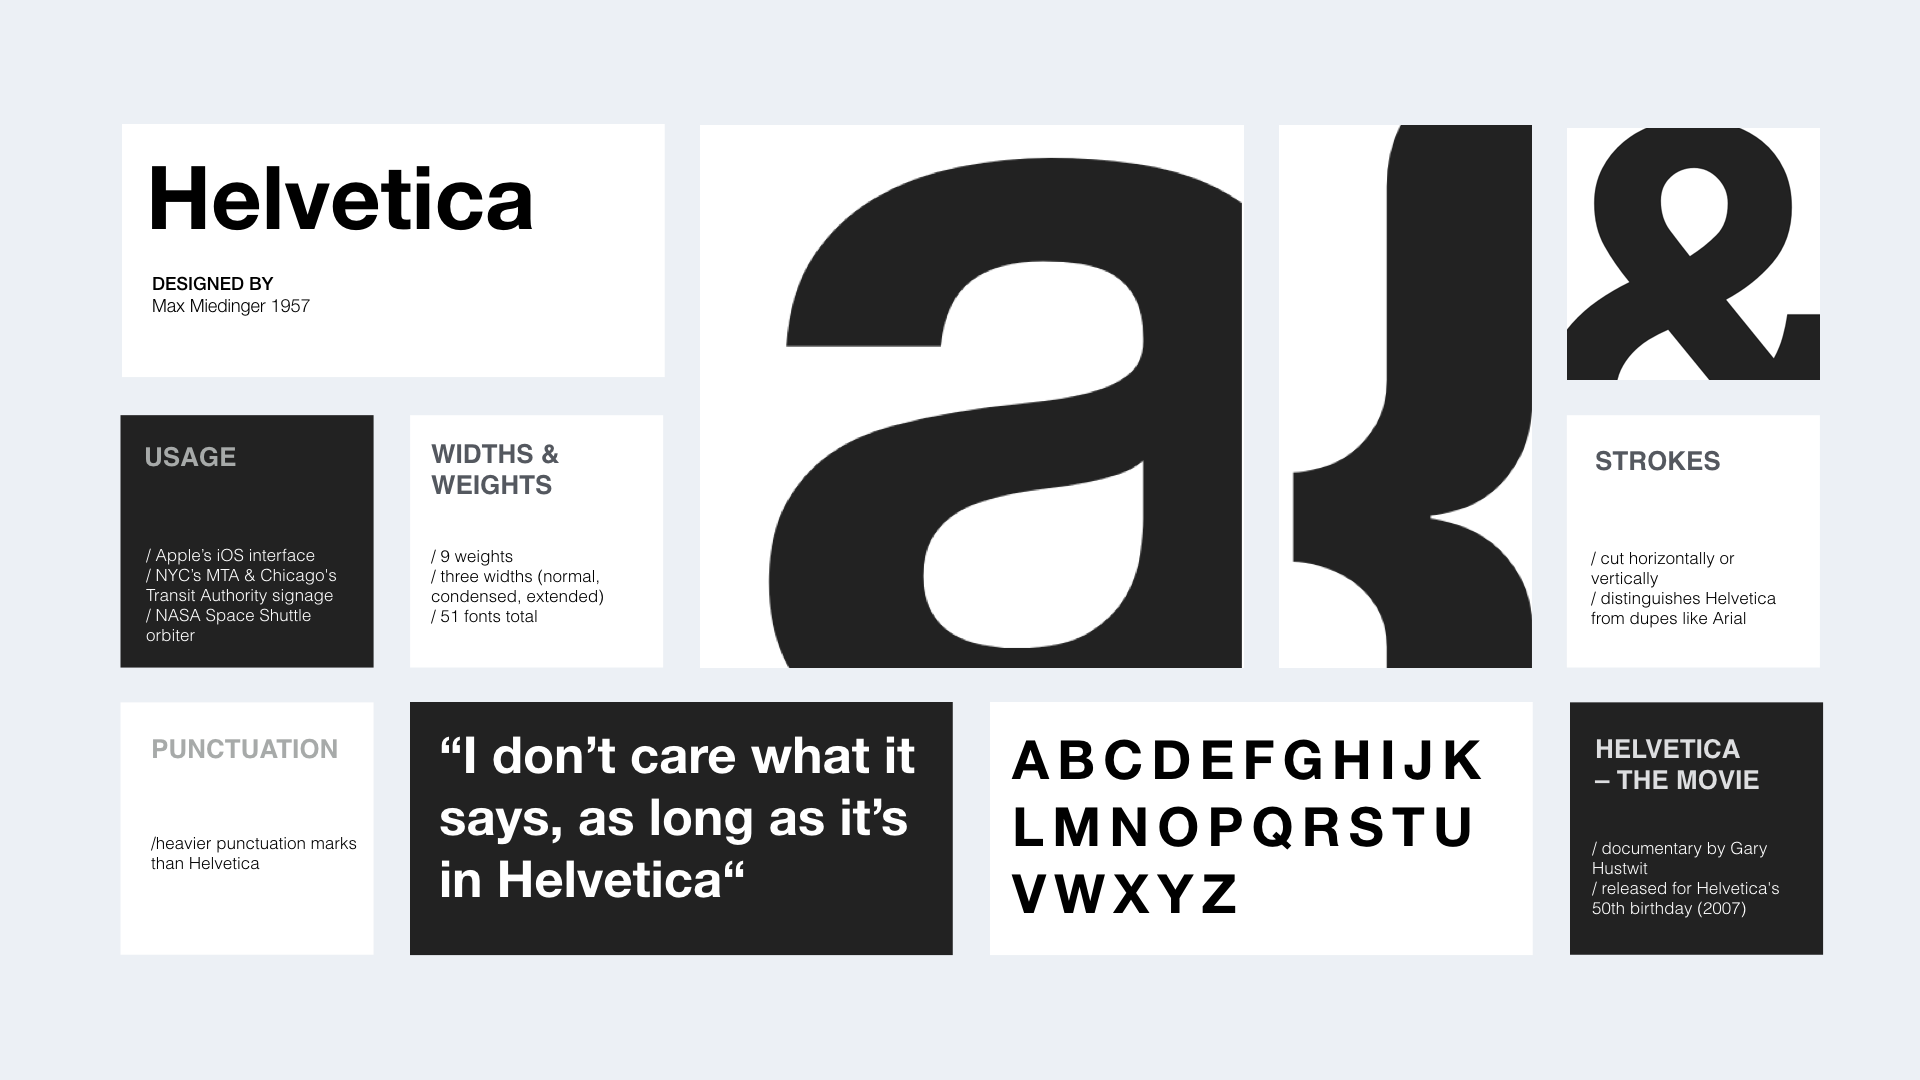 Helvetica
DESIGNED BY
Max Miedinger 1957
a
{
&
USAGE
/ Apple’s iOS interface
/ NYC’s MTA & Chicago's
Transit Authority signage
/ NASA Space Shuttle
orbiter
WIDTHS &
WEIGHTS
/ 9 weights
/ three widths (normal,
condensed, extended)
/ 51 fonts total
STROKES
/ cut horizontally or
vertically
/ distinguishes Helvetica
from dupes like Arial
PUNCTUATION
/heavier punctuation marks
than Helvetica
“I don’t care what it
says, as long as it’s
in Helvetica“
ABCDEFGHIJK
LMNOPQRSTU
VWXYZ
HELVETICA
– THE MOVIE
/ documentary by Gary
Hustwit
/ released for Helvetica's
50th birthday (2007)